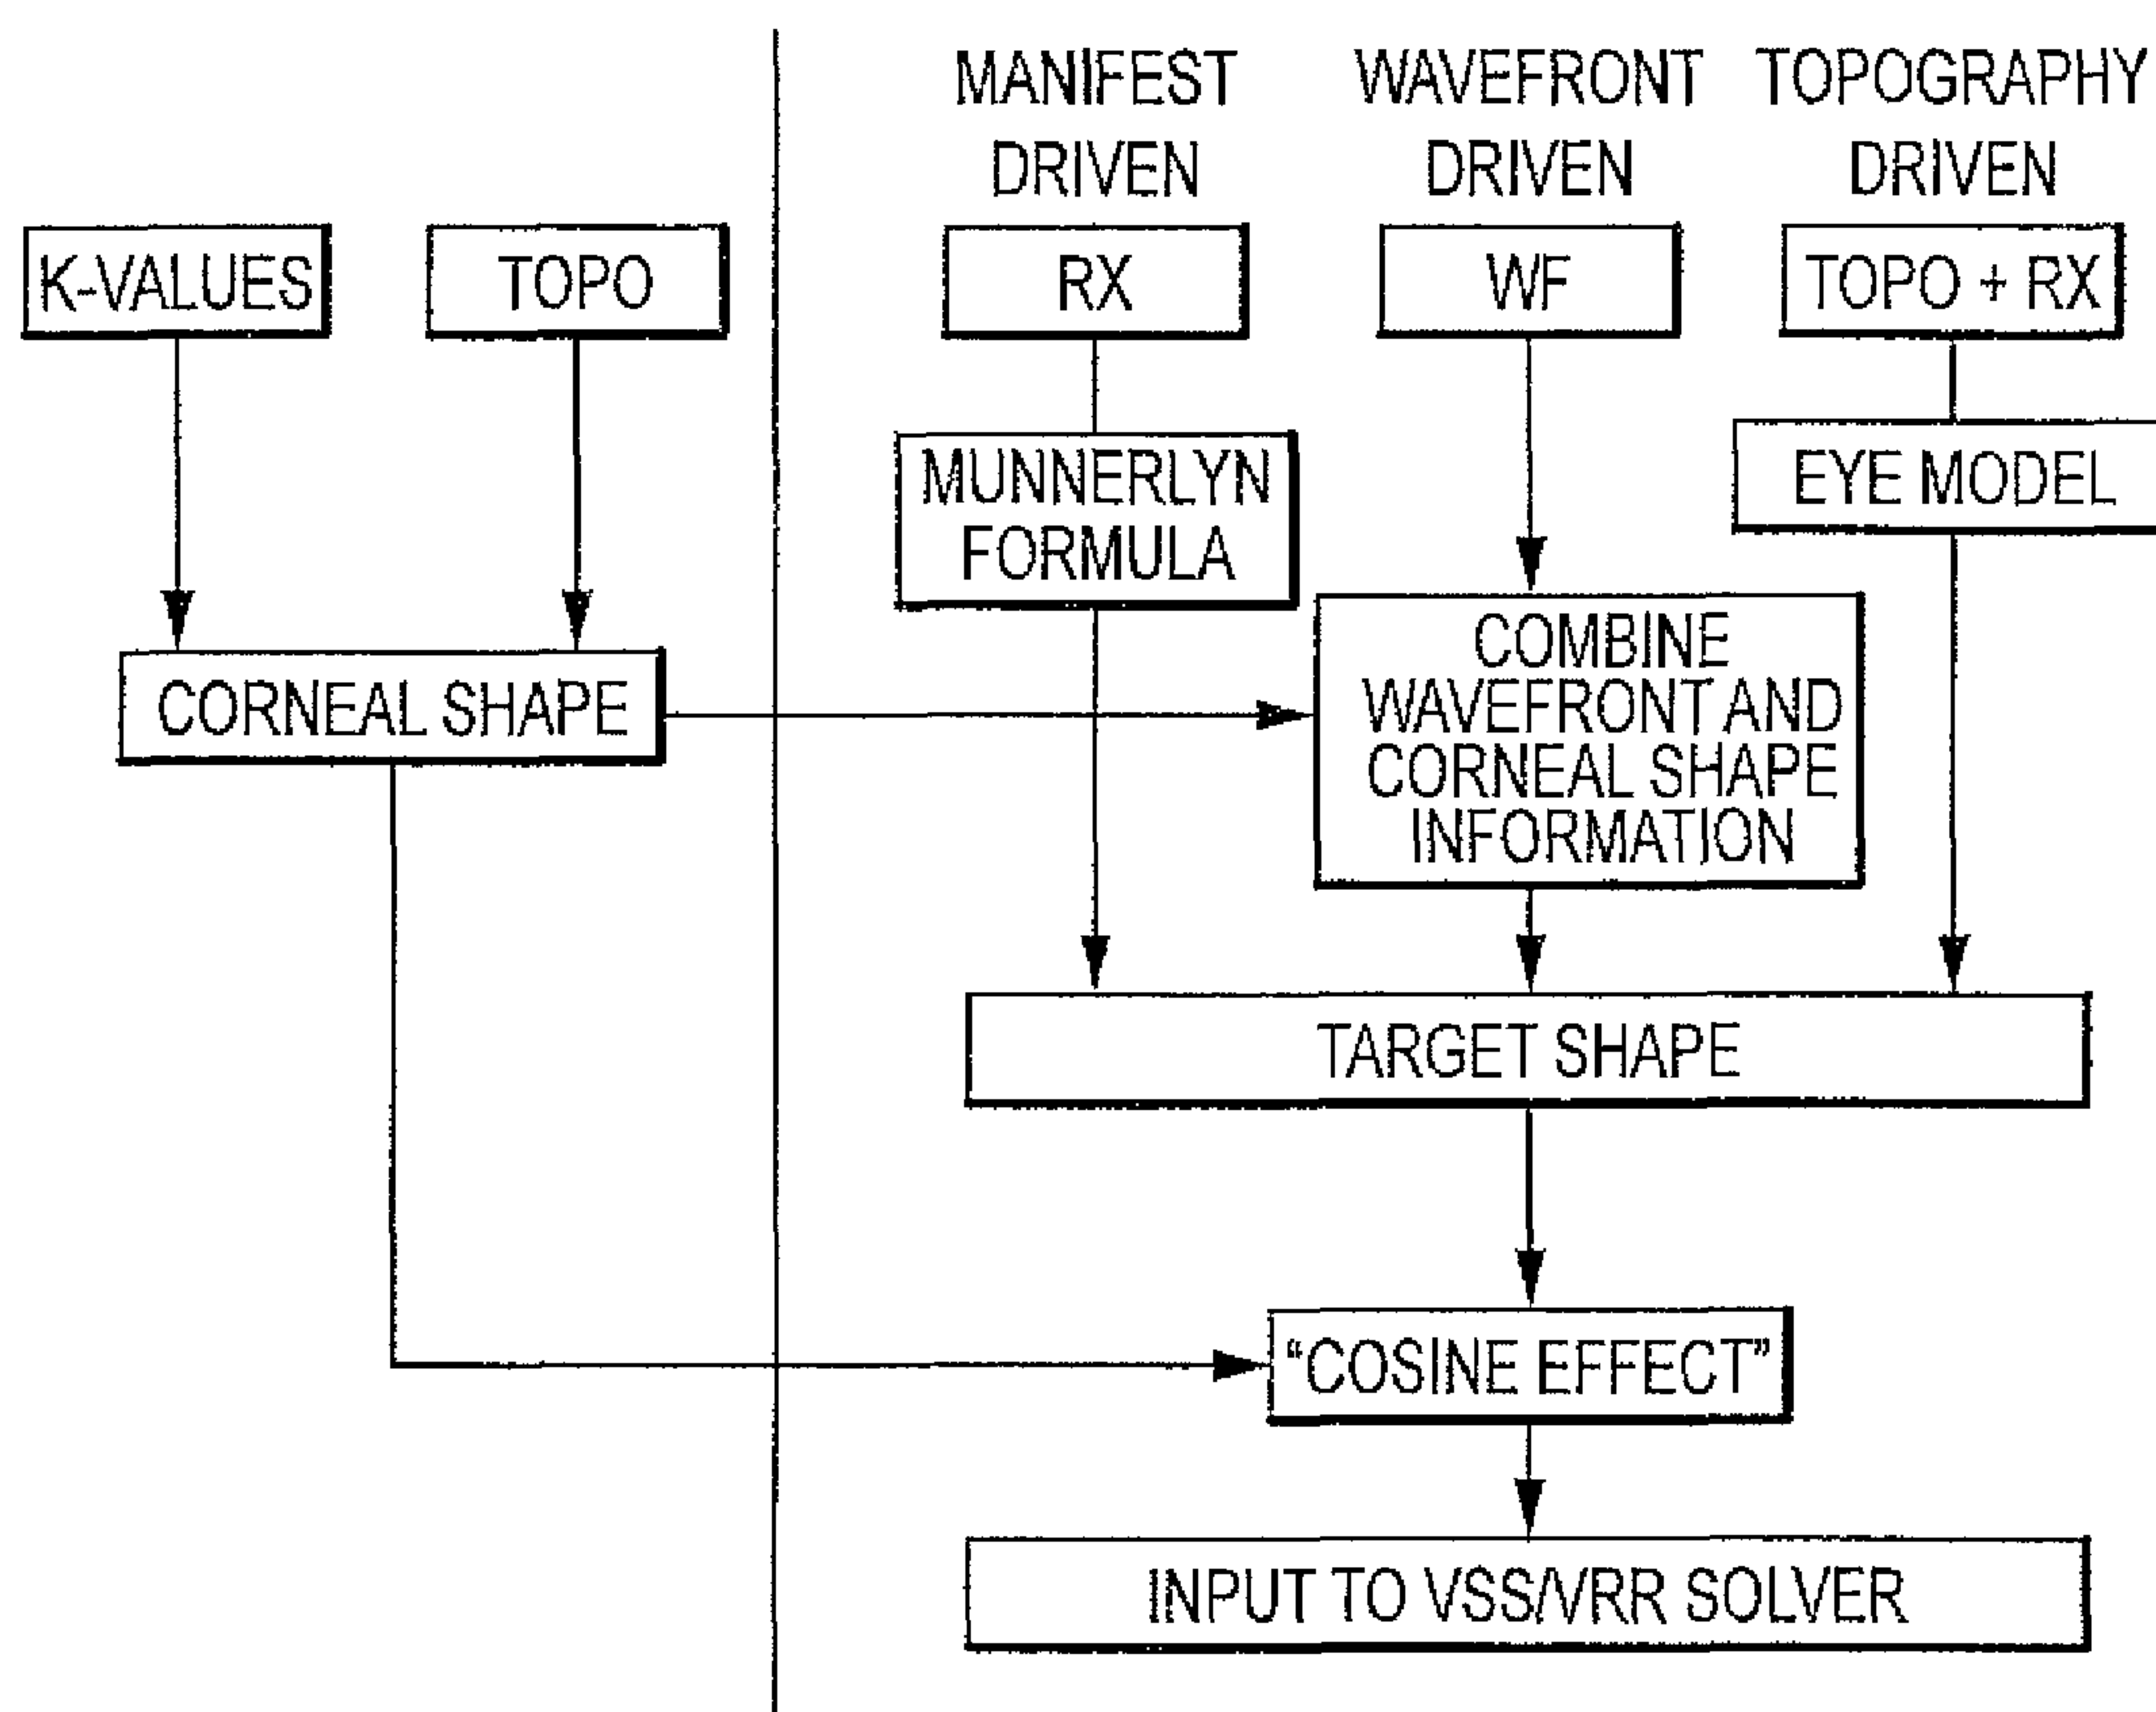 MANIFEST
DRIVEN
WAVEFRONT
DRIVEN
TOPOGRAPHY
DRIVEN
K-VALUES
TOPO
RX
WF
TOPO + RX
MUNNERLYN
FORMULA
EYE MODEL
CORNEAL SHAPE
COMBINE
WAVEFRONT AND
CORNEAL SHAPE
INFORMATION
TARGET SHAPE
“COSINE EFFECT”
INPUT TO VSS/VRR SOLVER